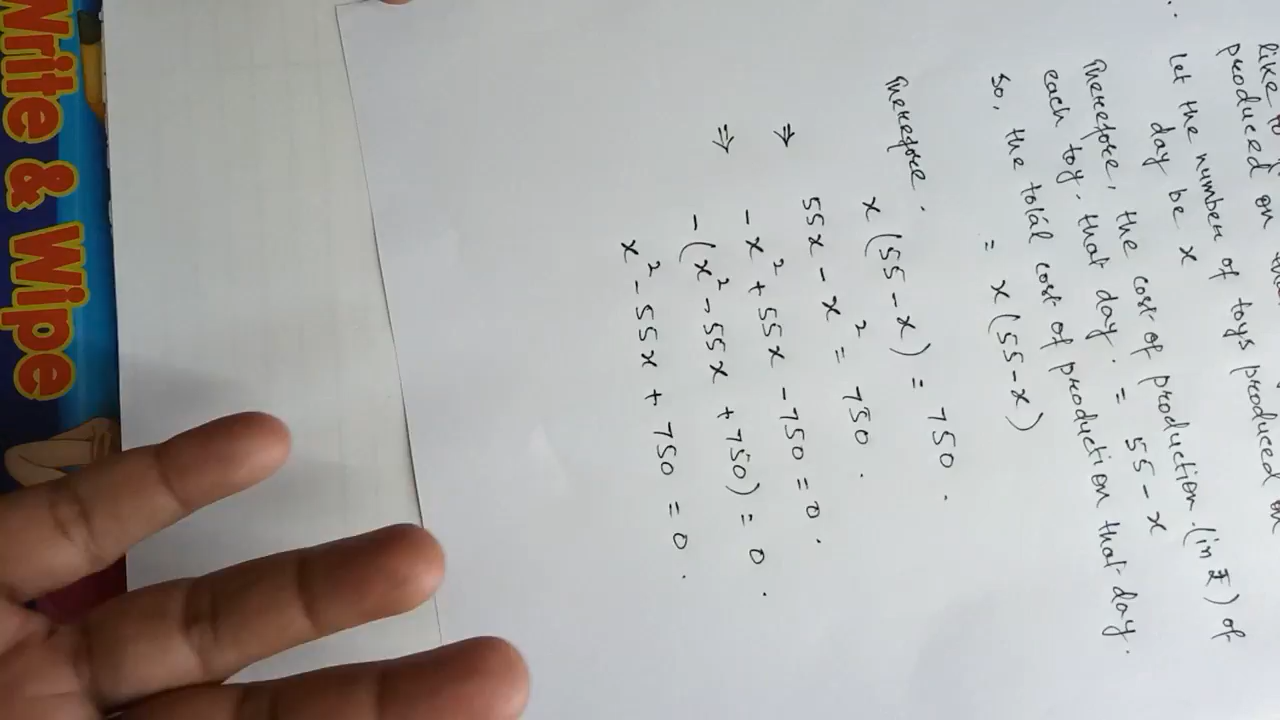 like to
produced on
Let the number of toys produced on
day be x
Therefore, the cost of production (in ₹) of
each toy, that day. = 55 - x
So, the total cost of production that day.
= x (55 - x)
Therefore.
x (55 - x) = 750.
⇒ 55x - x² = 750.
⇒ - x² + 55x - 750 = 0.
- (x² - 55x + 750) = 0.
x² - 55x + 750 = 0.
Write & Wipe